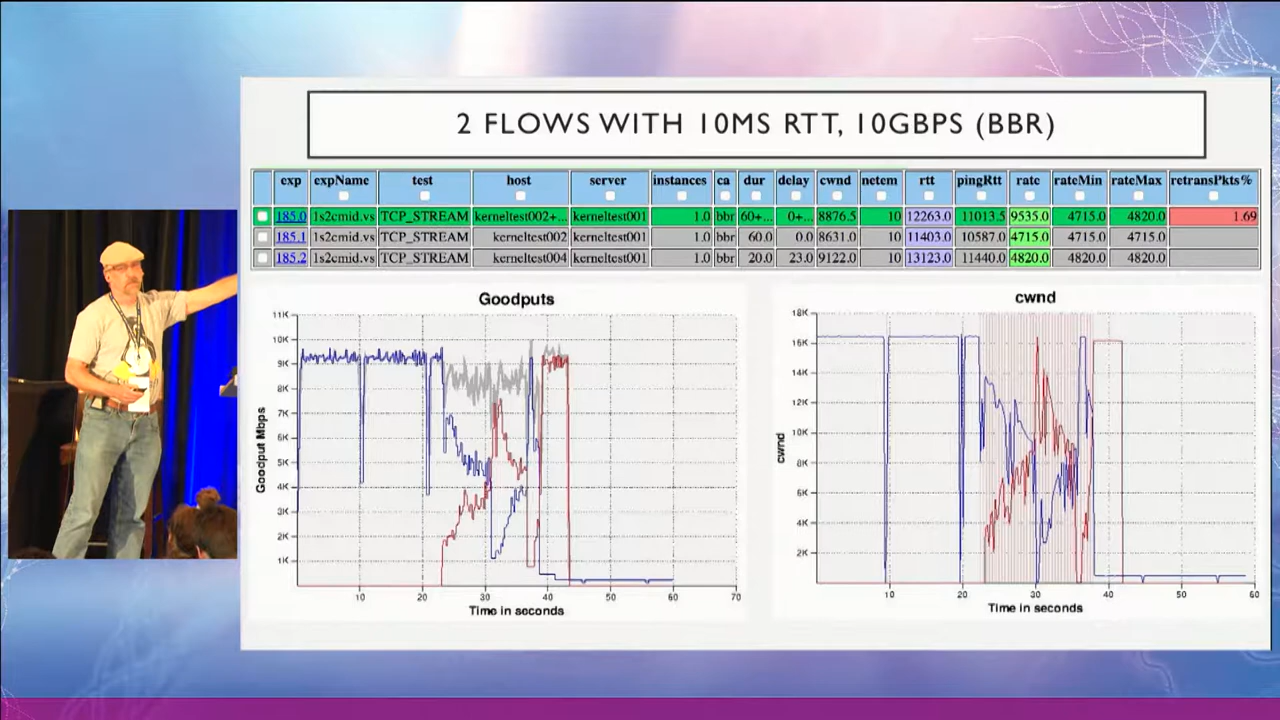 2 FLOWS WITH 10MS RTT, 10GBPS (BBR)
exp expName test host server instances ca dur delay cwnd netem rtt pingRtt rate rateMin rateMax retransPkts%
185.0 1s2cmid.vs TCP_STREAM kerneltest002+... kerneltest001 1.0 bbr 60+... 0+... 8876.5 10 12263.0 11013.5 9535.0 4715.0 4820.0 1.69
185.1 1s2cmid.vs TCP_STREAM kerneltest002 kerneltest001 1.0 bbr 60.0 0.0 8631.0 10 11403.0 10587.0 4715.0 4715.0 4715.0
185.2 1s2cmid.vs TCP_STREAM kerneltest004 kerneltest001 1.0 bbr 20.0 23.0 9122.0 10 13123.0 11440.0 4820.0 4820.0 4820.0
Goodputs
11K
10K
9K
8K
7K
6K
5K
4K
3K
2K
1K
Goodput Mbps
10 20 30 40 50 60 70
Time in seconds
cwnd
18K
16K
14K
12K
10K
8K
6K
4K
2K
cwnd
10 20 30 40 50 60
Time in seconds